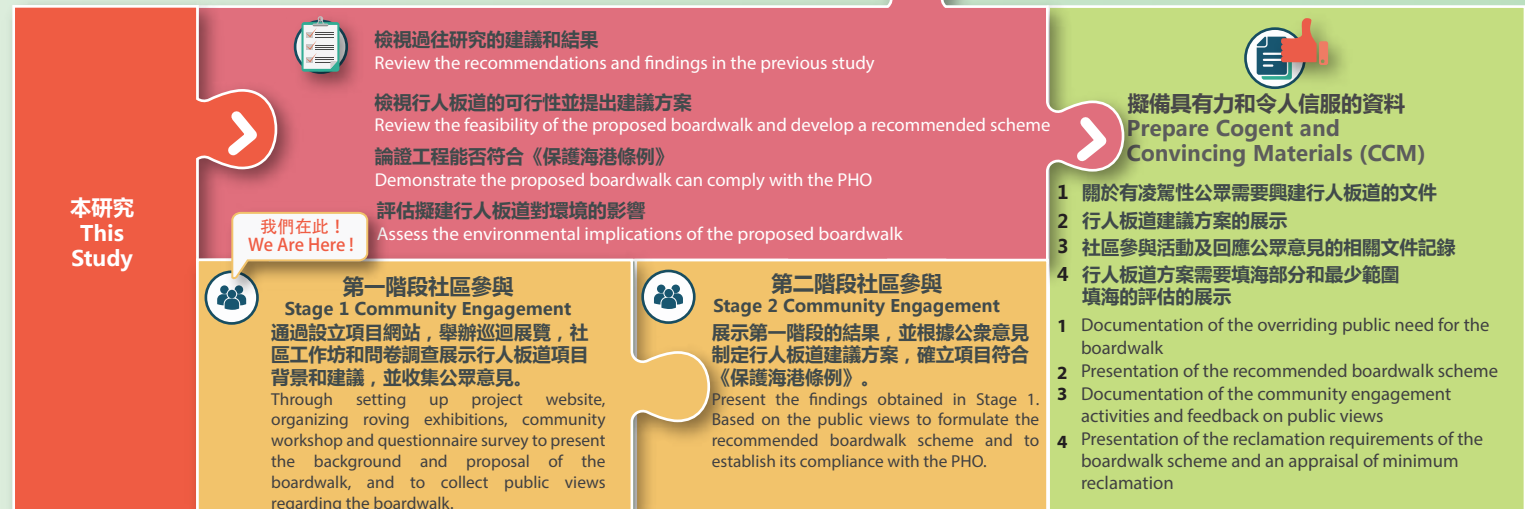 本研究
This
Study
檢視過往研究的建議和結果
Review the recommendations and findings in the previous study
檢視行人板道的可行性並提出建議方案
Review the feasibility of the proposed boardwalk and develop a recommended scheme
論證工程能否符合《保護海港條例》
Demonstrate the proposed boardwalk can comply with the PHO
評估擬建行人板道對環境的影響
Assess the environmental implications of the proposed boardwalk
我們在此！
We Are Here !
第一階段社區參與
Stage 1 Community Engagement
通過設立項目網站，舉辦巡迴展覽，社
區工作坊和問卷調查展示行人板道項目
背景和建議，並收集公眾意見。
Through setting up project website,
organizing roving exhibitions, community
workshop and questionnaire survey to present
the background and proposal of the
boardwalk, and to collect public views
regarding the boardwalk.
第二階段社區參與
Stage 2 Community Engagement
展示第一階段的結果，並根據公衆意見
制定行人板道建議方案，確立項目符合
《保護海港條例》。
Present the findings obtained in Stage 1.
Based on the public views to formulate the
recommended boardwalk scheme and to
establish its compliance with the PHO.
擬備具有力和令人信服的資料
Prepare Cogent and
Convincing Materials (CCM)
1 關於有凌駕性公眾需要興建行人板道的文件
2 行人板道建議方案的展示
3 社區參與活動及回應公眾意見的相關文件記錄
4 行人板道方案需要填海部分和最少範圍
填海的評估的展示
1 Documentation of the overriding public need for the
boardwalk
2 Presentation of the recommended boardwalk scheme
3 Documentation of the community engagement
activities and feedback on public views
4 Presentation of the reclamation requirements of the
boardwalk scheme and an appraisal of minimum
reclamation